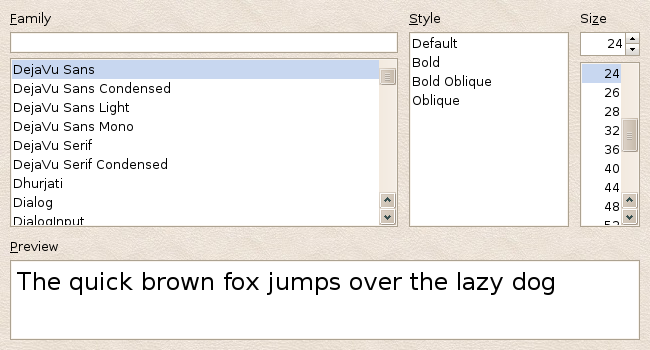 Family
DejaVu Sans
DejaVu Sans Condensed
DejaVu Sans Light
DejaVu Sans Mono
DejaVu Serif
DejaVu Serif Condensed
Dhurjati
Dialog
DialogInput
Style
Default
Bold
Bold Oblique
Oblique
Size
24
24
26
28
32
36
40
44
48
52
Preview
The quick brown fox jumps over the lazy dog